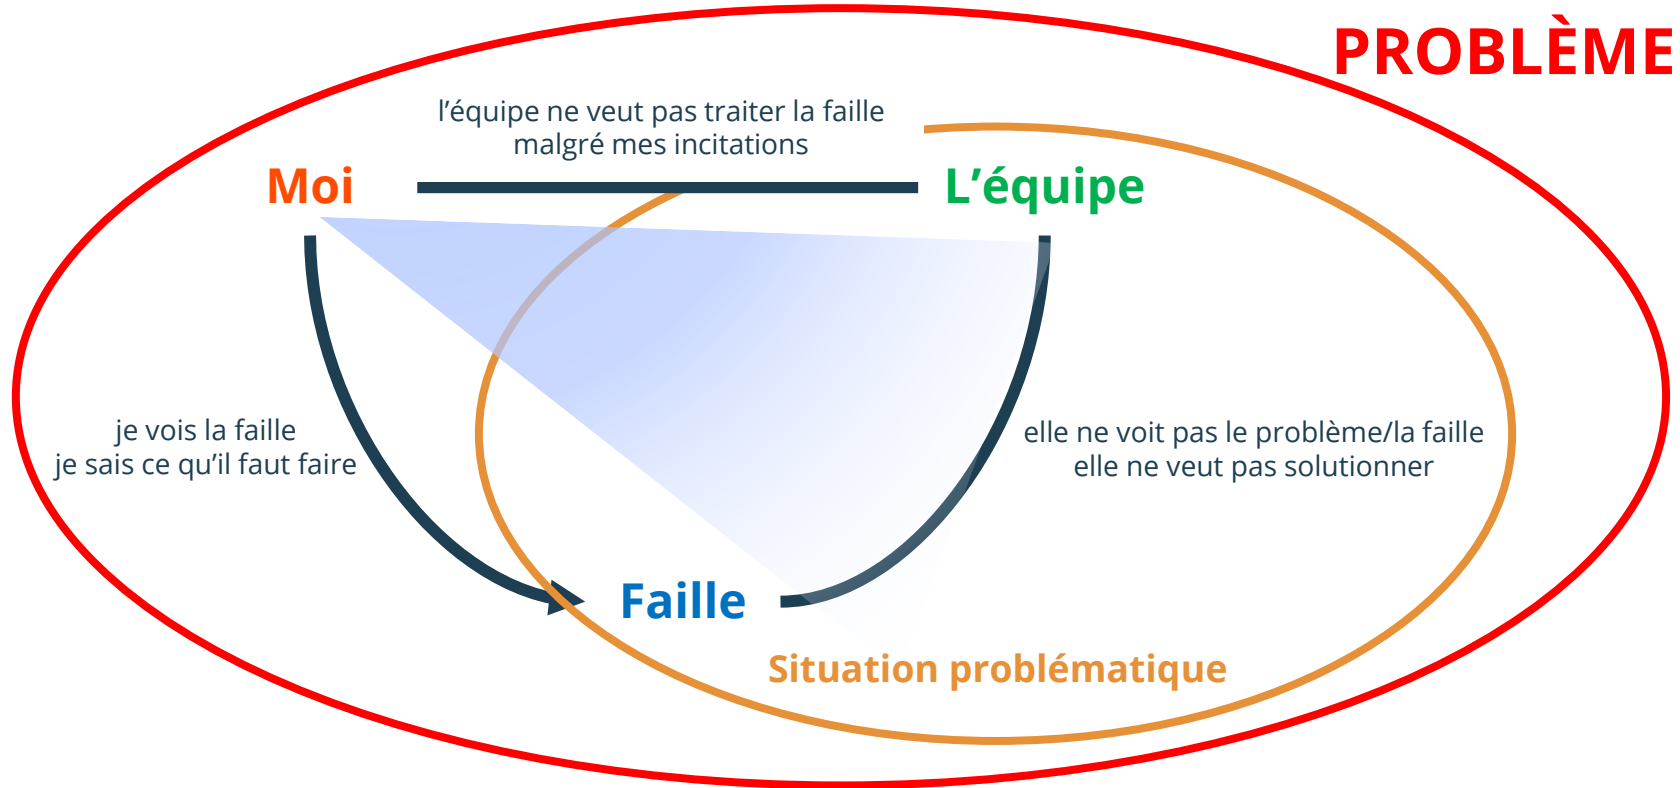 PROBLÈME
l’équipe ne veut pas traiter la faille
malgré mes incitations
Moi
L’équipe
je vois la faille
je sais ce qu’il faut faire
elle ne voit pas le problème/la faille
elle ne veut pas solutionner
Faille
Situation problématique